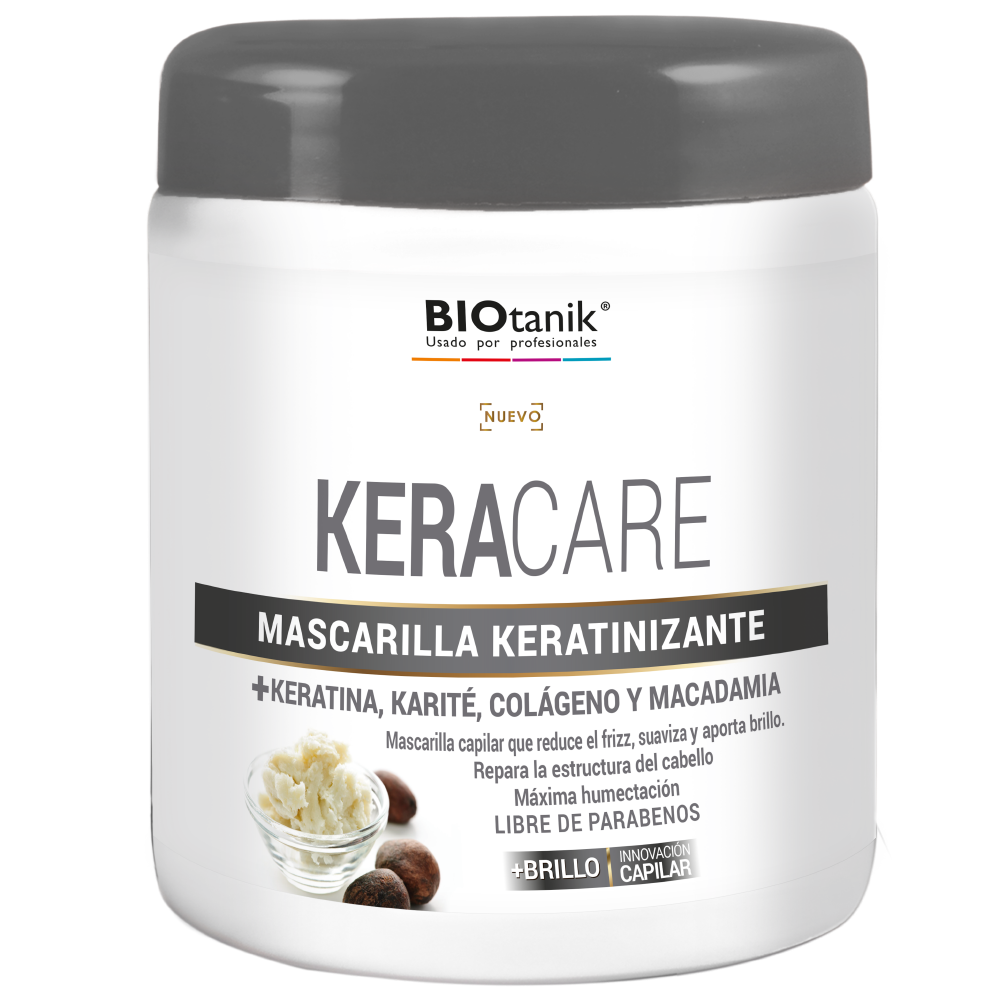 BIOtanik®
Usado por profesionales
NUEVO
KERACARE
MASCARILLA KERATINIZANTE
+KERATINA, KARITÉ, COLÁGENO Y MACADAMIA
Mascarilla capilar que reduce el frizz, suaviza y aporta brillo.
Repara la estructura del cabello
Máxima humectación
LIBRE DE PARABENOS
+BRILLO
INNOVACIÓN
CAPILAR